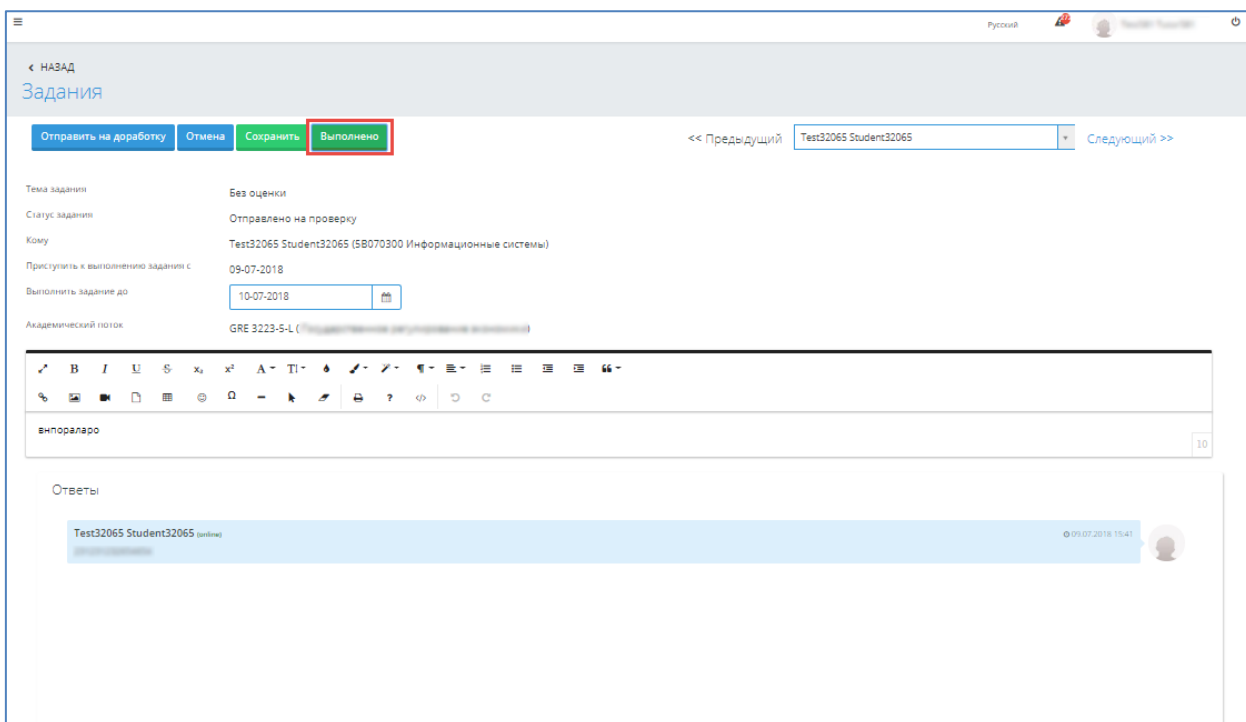 Русский
< НАЗАД
Задания
Отправить на доработку Отмена Сохранить Выполнено << Предыдущий Test32065 Student32065 Следующий >>
Тема задания Без оценки
Статус задания Отправлено на проверку
Кому Test32065 Student32065 (5В070300 Информационные системы)
Приступить к выполнению задания с 09-07-2018
Выполнить задание до 10-07-2018
Академический поток GRE 3223-5-L (
внпораларо
10
Ответы
Test32065 Student32065 (online) 09.07.2018 15:41